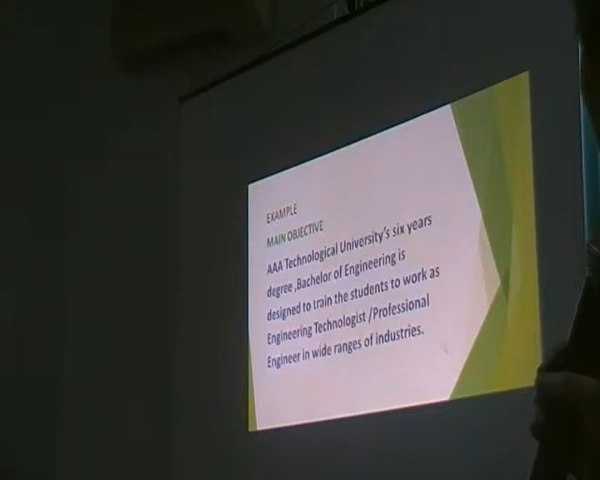 EXAMPLE
MAIN OBJECTIVE
AAA Technological University's six years
degree ,Bachelor of Engineering is
designed to train the students to work as
Engineering Technologist /Professional
Engineer in wide ranges of industries.